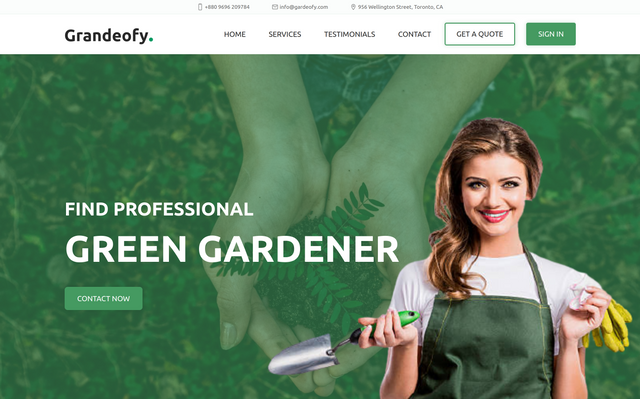 +880 9696 209784
info@gardeofy.com
956 Wellington Street, Toronto, CA
Grandeofy.
HOME
SERVICES
TESTIMONIALS
CONTACT
GET A QUOTE
SIGN IN
FIND PROFESSIONAL
GREEN GARDENER
CONTACT NOW